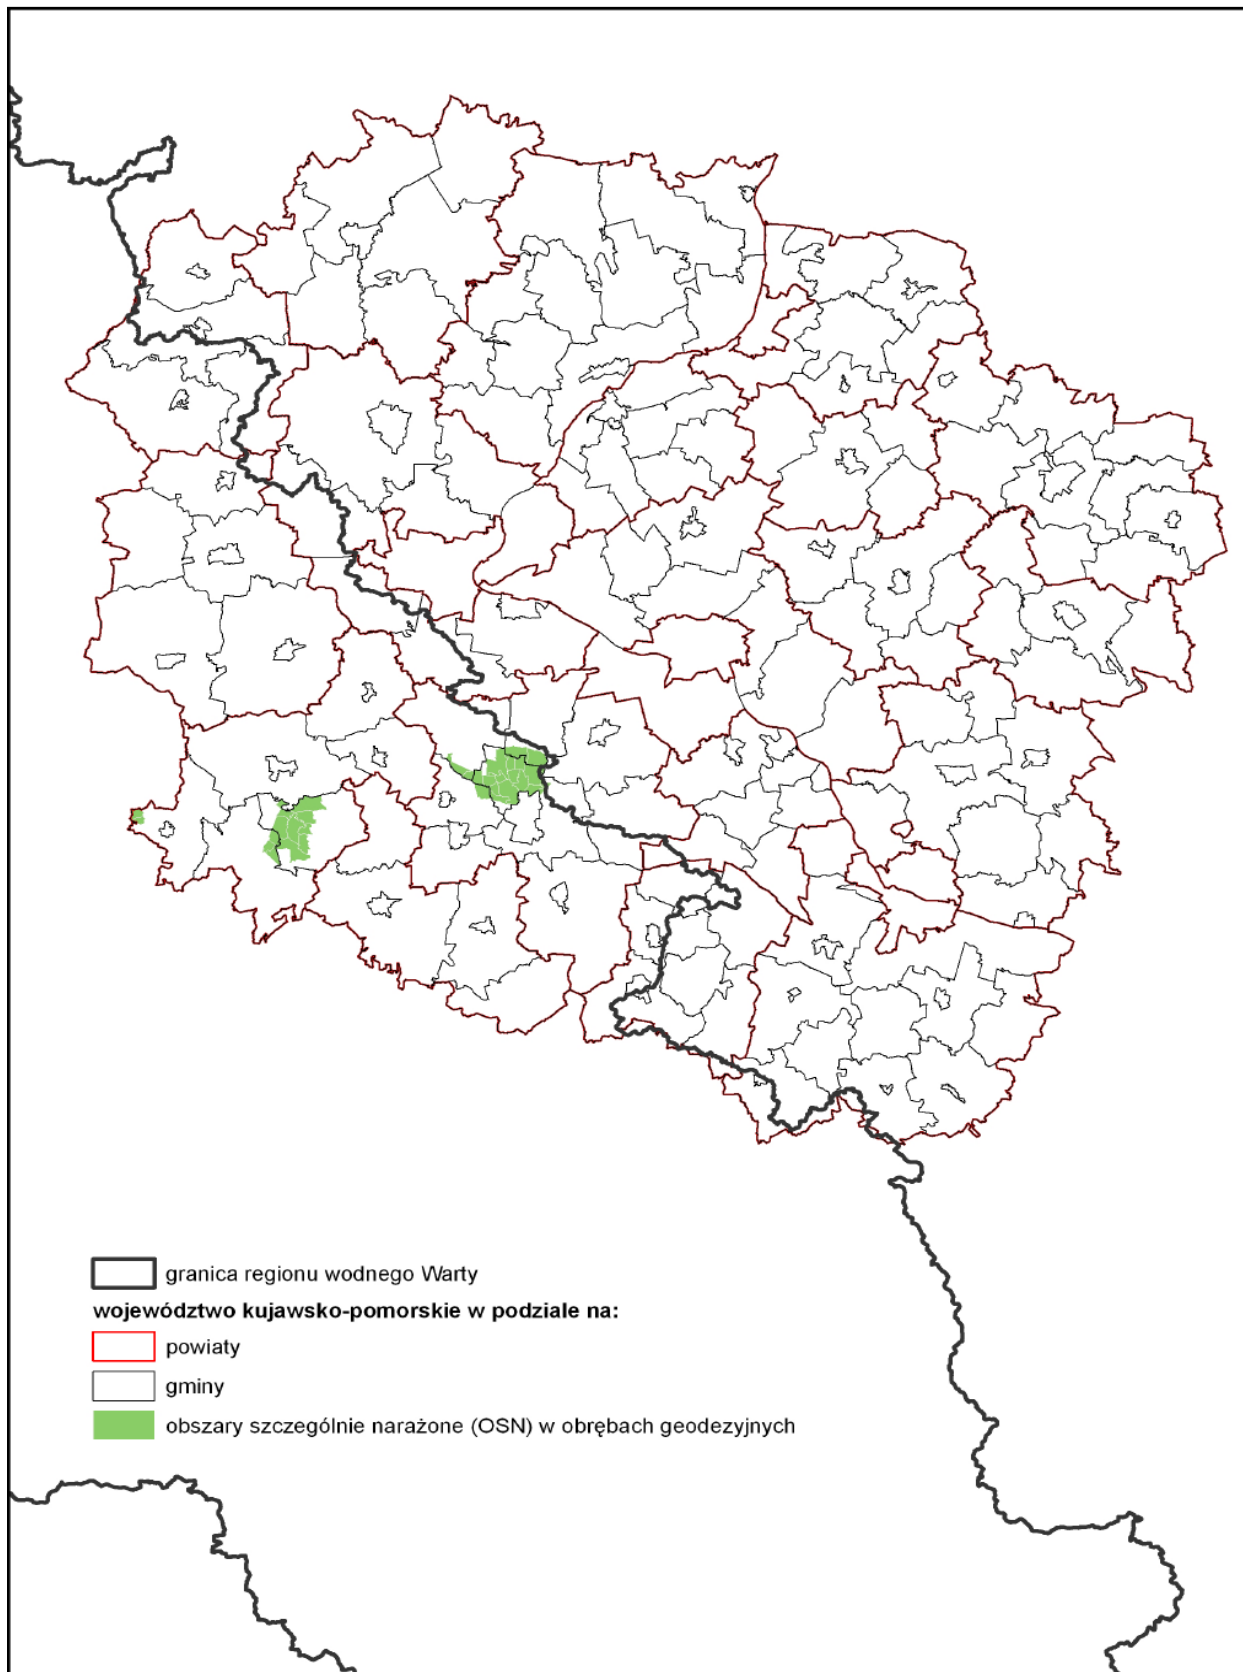 granica regionu wodnego Warty
województwo kujawsko-pomorskie w podziale na:
powiaty
gminy
obszary szczególnie narażone (OSN) w obrębach geodezyjnych